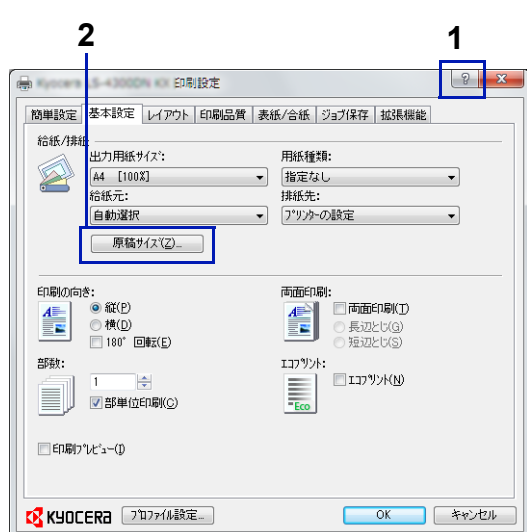 2 1
Kyocera LS-4300DN KX 印刷設定
簡単設定 基本設定 レイアウト 印刷品質 表紙/合紙 ジョブ保存 拡張機能
給紙/排紙
出力用紙サイズ: 用紙種類:
A4 [100%] 指定なし
給紙元: 排紙先:
自動選択 プリンターの設定
原稿サイズ(Z)...
印刷の向き: 両面印刷:
縦(P) 両面印刷(T)
横(D) 長辺とじ(G)
180° 回転(E) 短辺とじ(S)
部数: エコプリント:
1 エコプリント(N)
部単位印刷(C) Eco
印刷プレビュー(I)
KYOCERA プロファイル設定... OK キャンセル